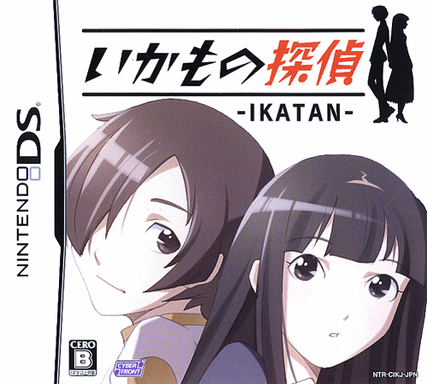 いかもの探偵
-IKATAN-
NINTENDO DS
CERO
B
CYBER
FRONT
NTR-CIKJ-JPN